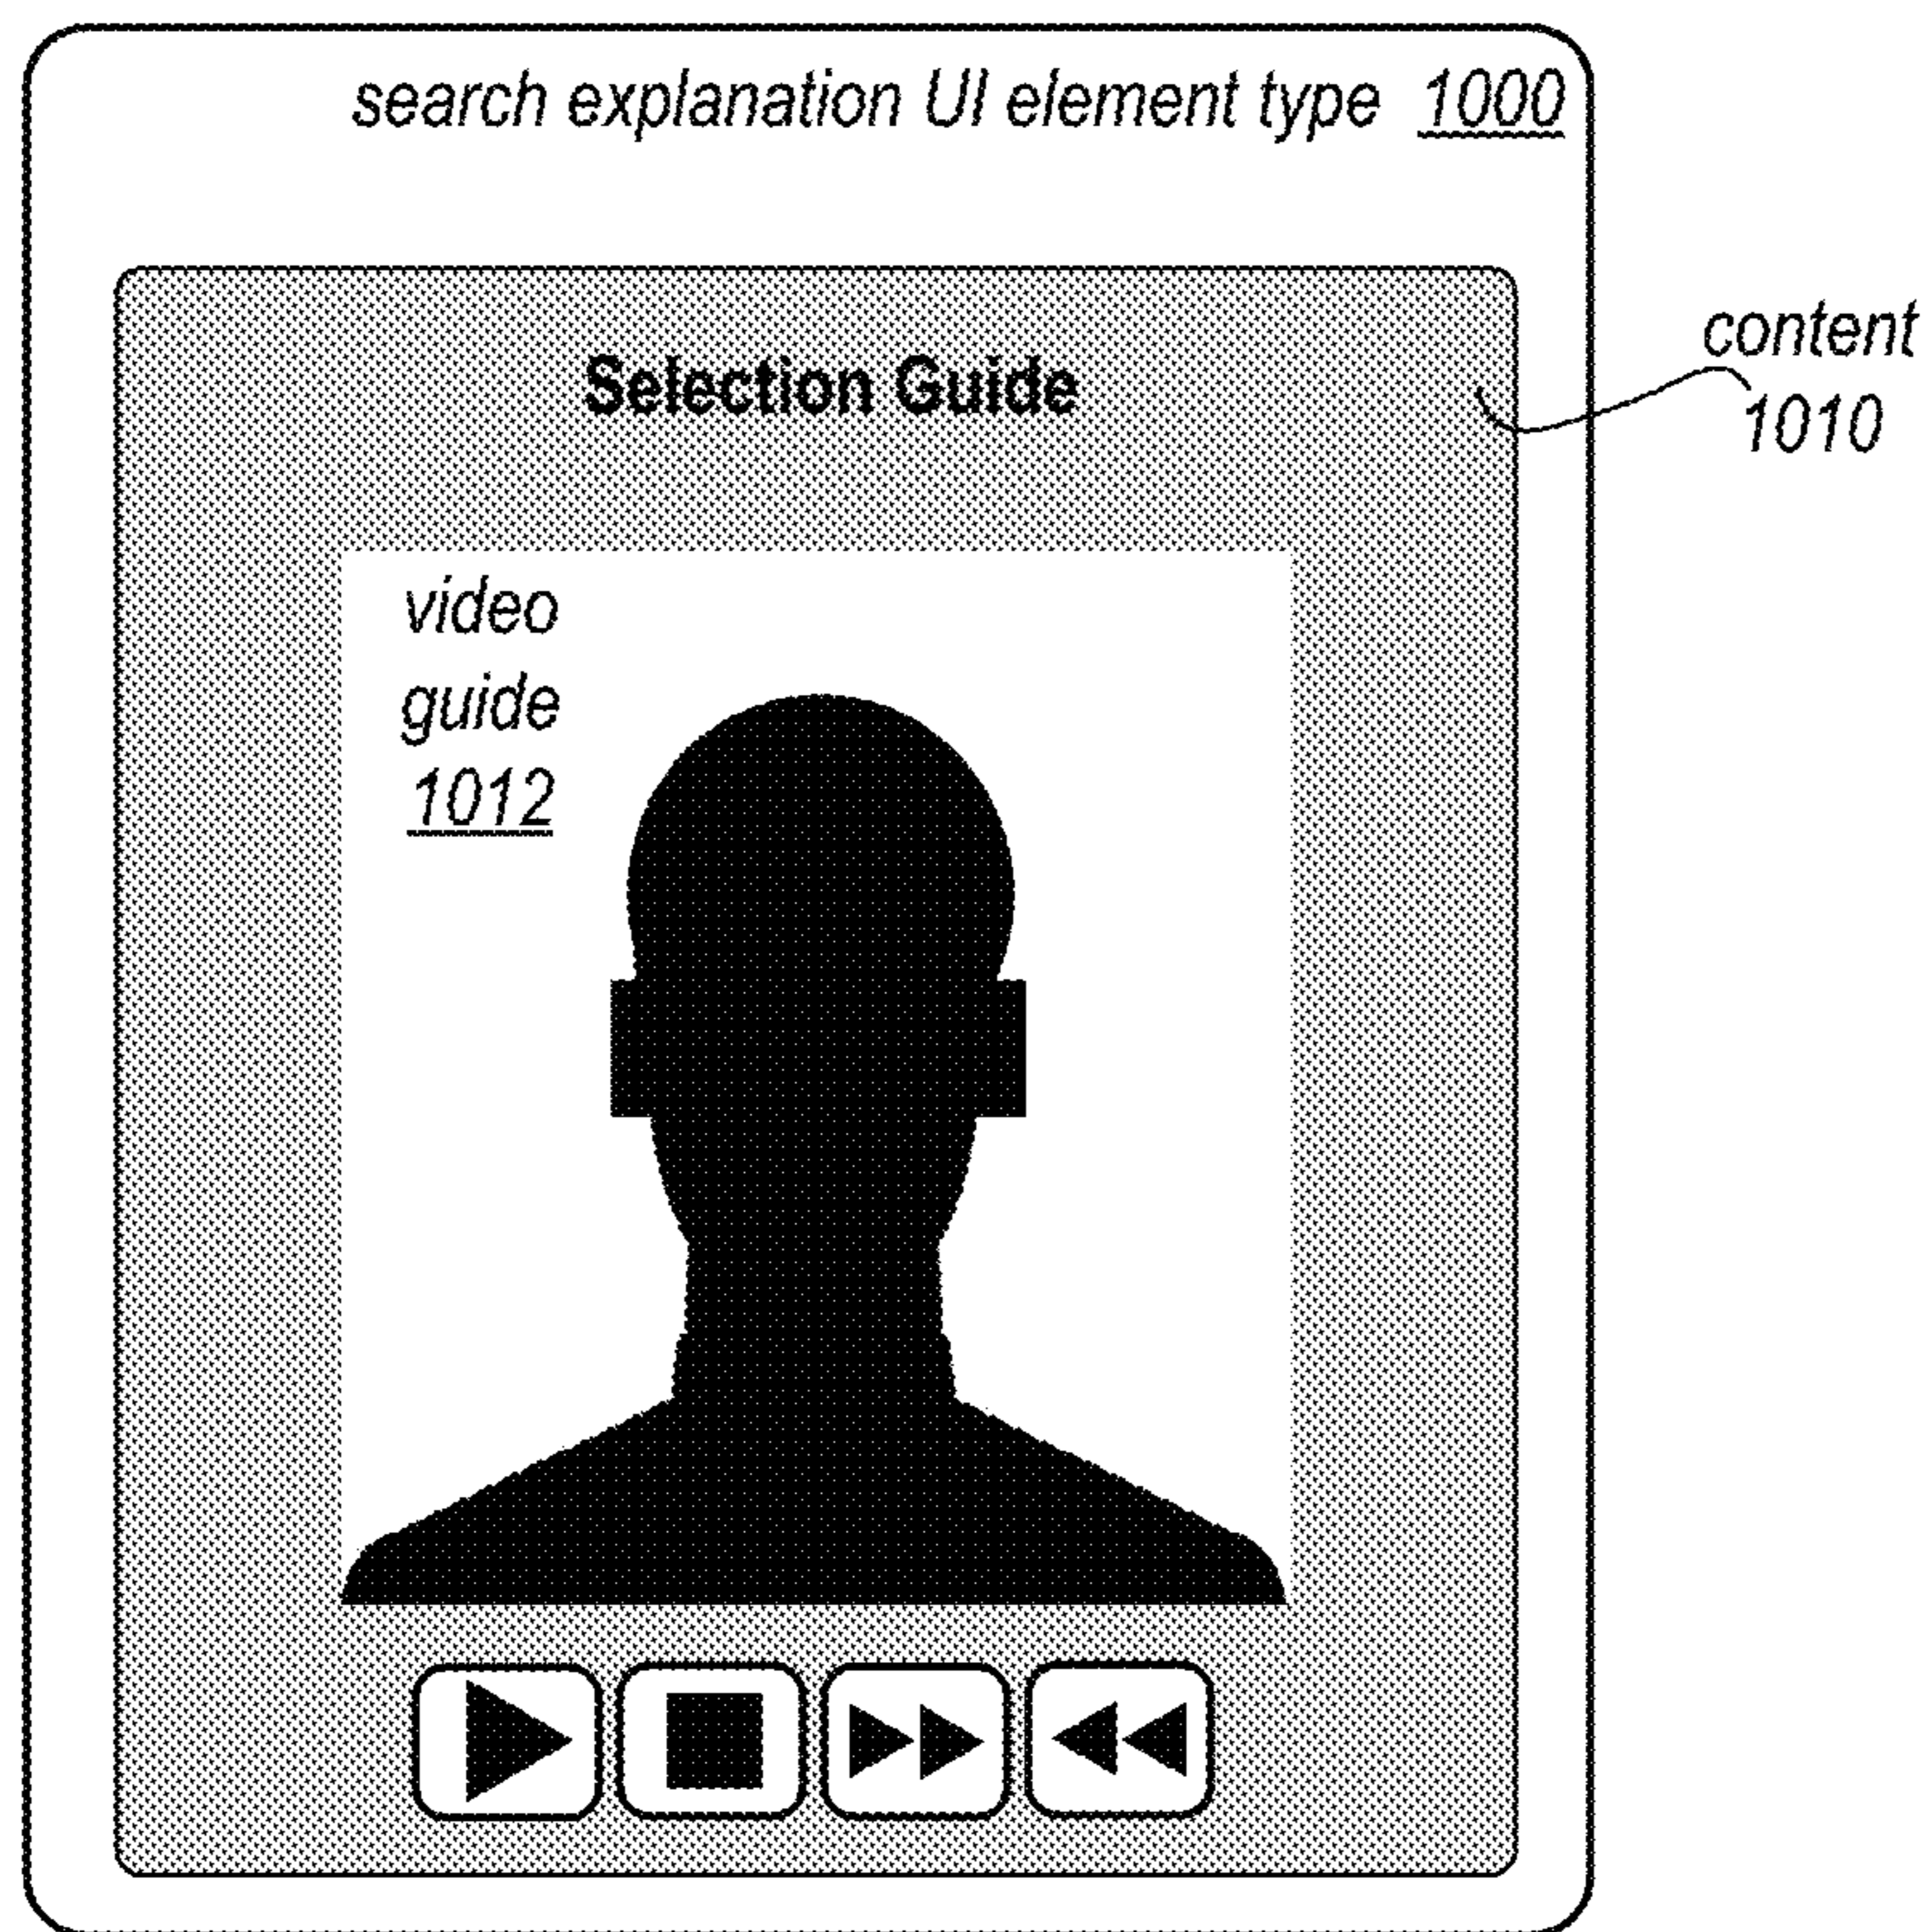 search explanation UI element type 1000
content
1010
Selection Guide
video
guide
1012